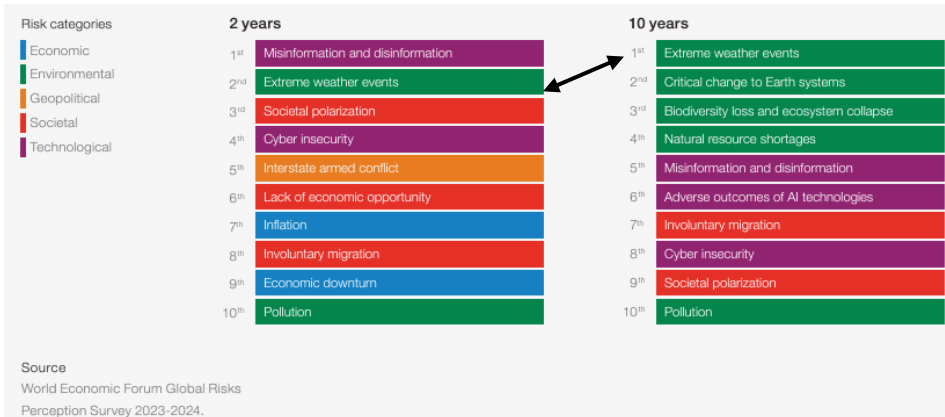 Risk categories
Economic
Environmental
Geopolitical
Societal
Technological
2 years
1st Misinformation and disinformation
2nd Extreme weather events
3rd Societal polarization
4th Cyber insecurity
5th Interstate armed conflict
6th Lack of economic opportunity
7th Inflation
8th Involuntary migration
9th Economic downturn
10th Pollution
10 years
1st Extreme weather events
2nd Critical change to Earth systems
3rd Biodiversity loss and ecosystem collapse
4th Natural resource shortages
5th Misinformation and disinformation
6th Adverse outcomes of AI technologies
7th Involuntary migration
8th Cyber insecurity
9th Societal polarization
10th Pollution
Source
World Economic Forum Global Risks
Perception Survey 2023-2024.